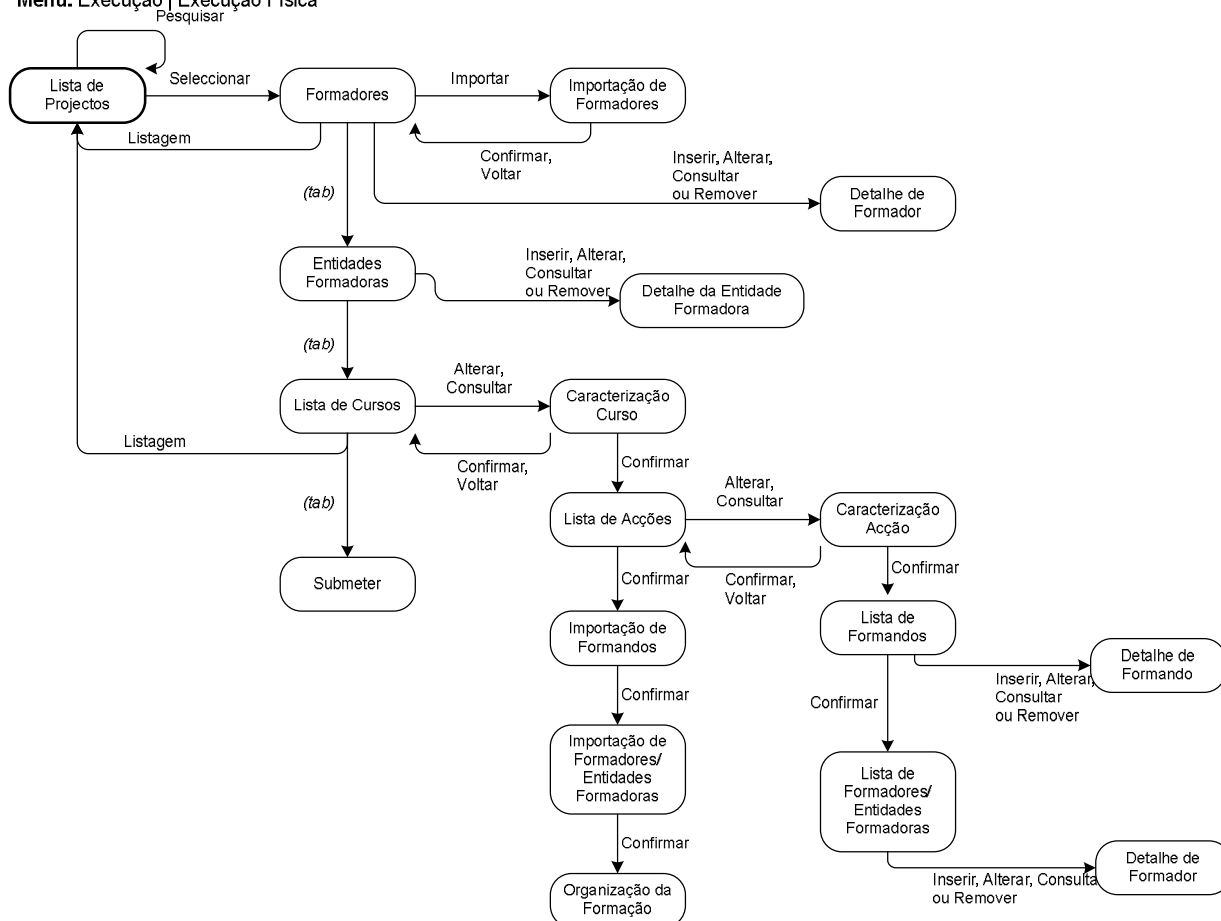 Menu: Execução | Execução Física
Pesquisar
Lista de
Projectos
Seleccionar
Formadores
Importar
Importação de
Formadores
Listagem
Confirmar,
Voltar
Inserir, Alterar,
Consultar
ou Remover
(tab)
Detalhe de
Formador
Entidades
Formadoras
Inserir, Alterar,
Consultar
ou Remover
Detalhe da Entidade
Formadora
(tab)
Lista de Cursos
Alterar,
Consultar
Caracterização
Curso
Listagem
Confirmar,
Voltar
Confirmar
(tab)
Lista de Acções
Alterar,
Consultar
Caracterização
Acção
Submeter
Confirmar
Confirmar,
Voltar
Confirmar
Importação de
Formandos
Lista de
Formandos
Detalhe de
Formando
Confirmar
Confirmar
Inserir, Alterar,
Consultar
ou Remover
Importação de
Formadores/
Entidades
Formadoras
Lista de
Formadores/
Entidades
Formadoras
Confirmar
Inserir, Alterar, Consulta
ou Remover
Detalhe de
Formador
Organização da
Formação